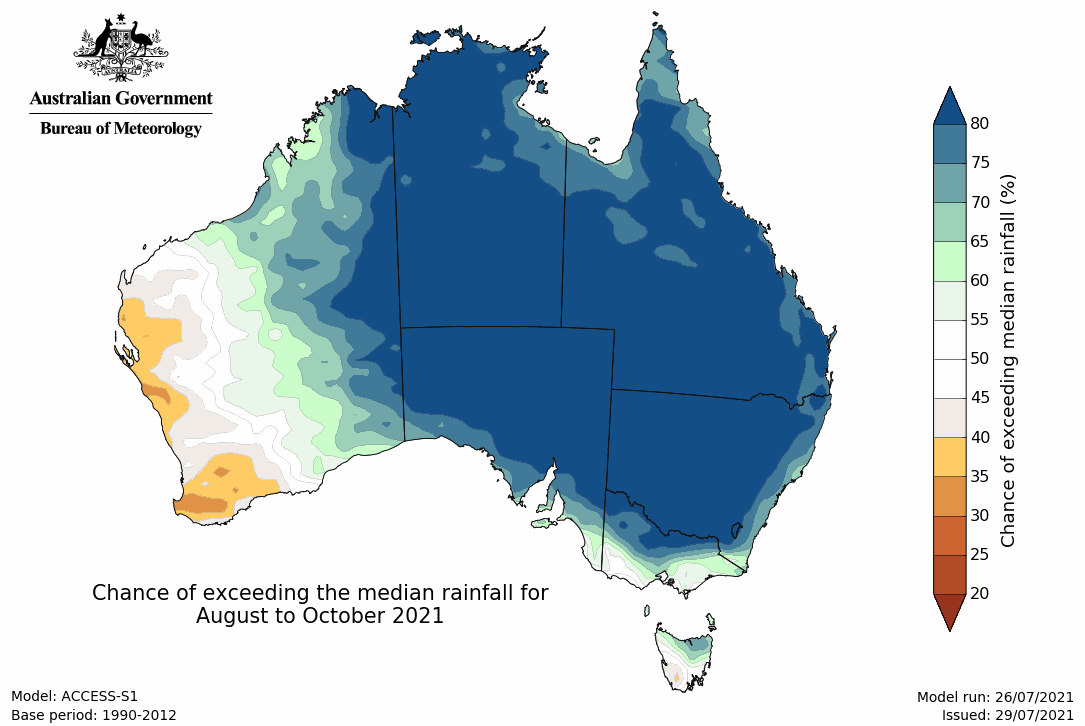 Australian Government
Bureau of Meteorology
80
75
70
65
60
55
50
45
40
35
30
25
20
Chance of exceeding median rainfall (%)
Chance of exceeding the median rainfall for
August to October 2021
Model: ACCESS-S1
Base period: 1990-2012
Model run: 26/07/2021
Issued: 29/07/2021